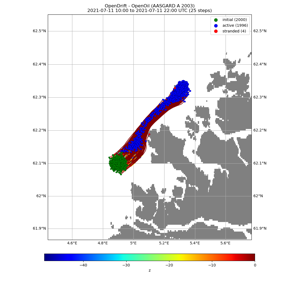 OpenDrift - OpenOil (AASGARD A 2003)
2021-07-11 10:00 to 2021-07-11 22:00 UTC (25 steps)
initial (2000)
active (1996)
stranded (4)
62.5°N 62.5°N
62.4°N 62.4°N
62.3°N 62.3°N
62.2°N 62.2°N
62.1°N 62.1°N
62°N 62°N
61.9°N 61.9°N
4.6°E 4.8°E 5°E 5.2°E 5.4°E 5.6°E
−40 −30 −20 −10 0
z